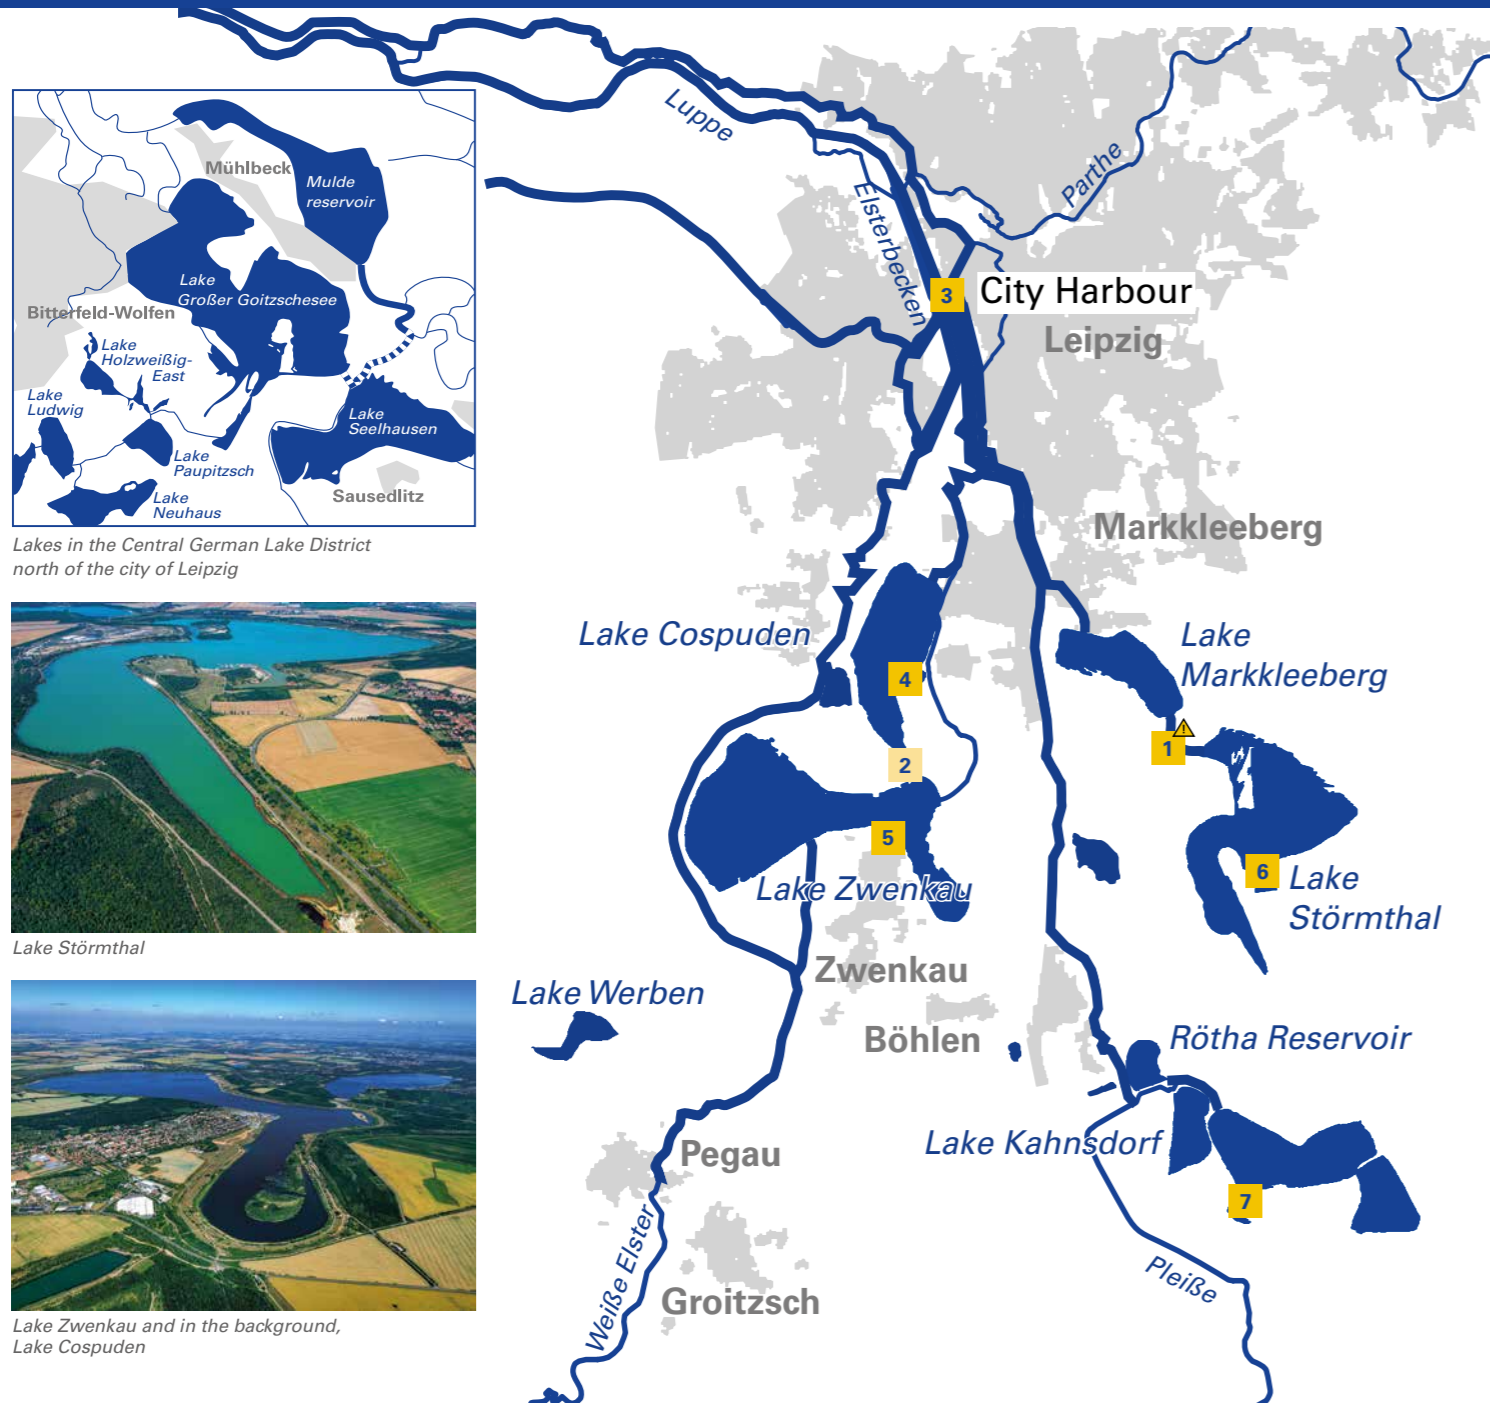 Mühlbeck
Mulde
reservoir
Lake
Großer Goitzschesee
Bitterfeld-Wolfen
Lake
Holzweißig-
East
Lake
Ludwig
Lake
Seelhausen
Lake
Paupitzsch
Sausedlitz
Lake
Neuhaus
Lakes in the Central German Lake District
north of the city of Leipzig
Lake Störmthal
Lake Zwenkau and in the background,
Lake Cospuden
Luppe
Parthe
Elsterbecken
3
City Harbour
Leipzig
Markkleeberg
Lake Cospuden
Lake
Markkleeberg
4
1
!
2
5
6
Lake
Störmthal
Lake Zwenkau
Zwenkau
Lake Werben
Böhlen
Rötha Reservoir
Lake Kahnsdorf
Pegau
7
Weiße Elster
Pleiße
Groitzsch